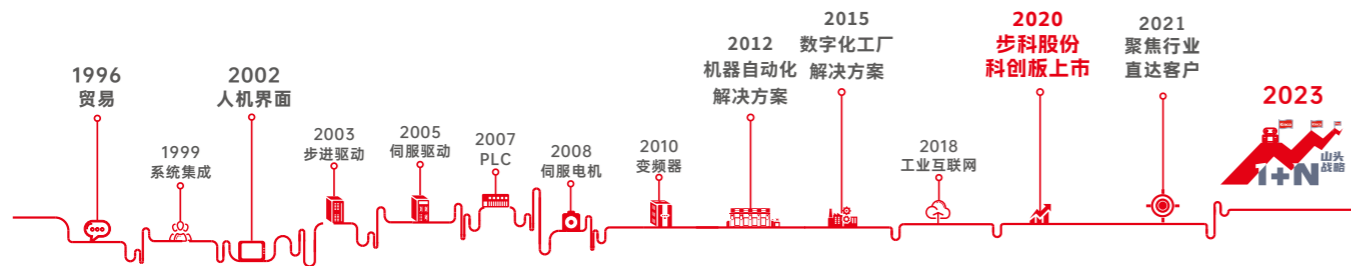 1996
贸易
1999
系统集成
2002
人机界面
2003
步进驱动
2005
伺服驱动
2007
PLC
2008
伺服电机
2010
变频器
2012
机器自动化
解决方案
2015
数字化工厂
解决方案
2018
工业互联网
2020
步科股份
科创板上市
2021
聚焦行业
直达客户
2023
1+N
山头
战略